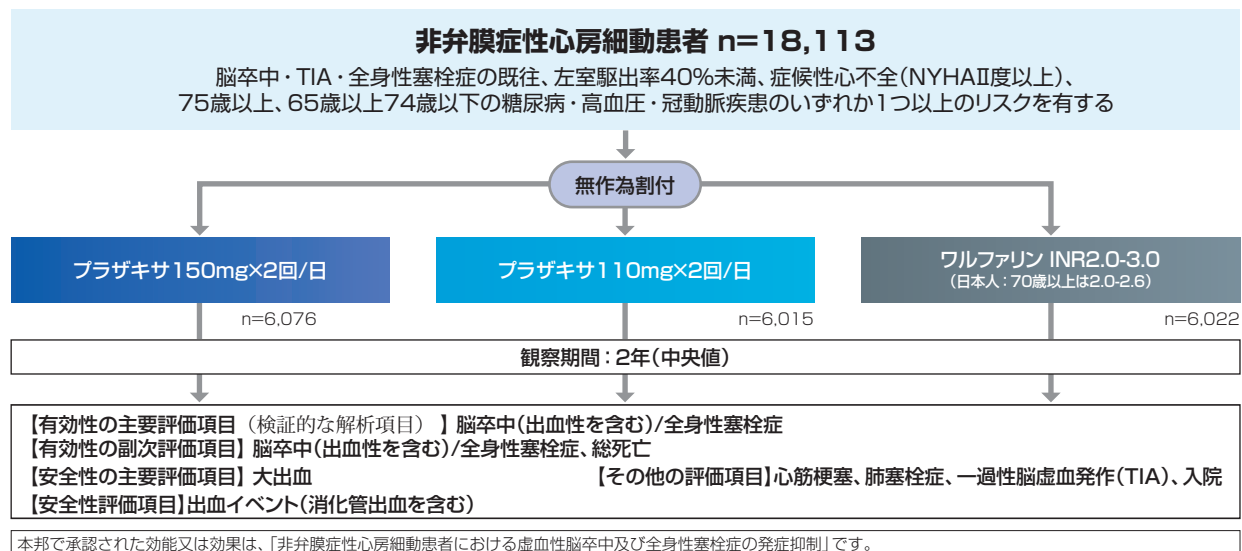 非弁膜症性心房細動患者 n=18,113
脳卒中・TIA・全身性塞栓症の既往、左室駆出率40%未満、症候性心不全(NYHAⅡ度以上)、
75歳以上、65歳以上74歳以下の糖尿病・高血圧・冠動脈疾患のいずれか1つ以上のリスクを有する
無作為割付
プラザキサ150mg×2回/日
プラザキサ110mg×2回/日
ワルファリン INR2.0-3.0
(日本人：70歳以上は2.0-2.6)
n=6,076
n=6,015
n=6,022
観察期間：2年(中央値)
【有効性の主要評価項目（検証的な解析項目）】脳卒中(出血性を含む)/全身性塞栓症
【有効性の副次評価項目】脳卒中(出血性を含む)/全身性塞栓症、総死亡
【安全性の主要評価項目】大出血
【その他の評価項目】心筋梗塞、肺塞栓症、一過性脳虚血発作(TIA)、入院
【安全性評価項目】出血イベント(消化管出血を含む)
本邦で承認された効能又は効果は、「非弁膜症性心房細動患者における虚血性脳卒中及び全身性塞栓症の発症抑制」です。